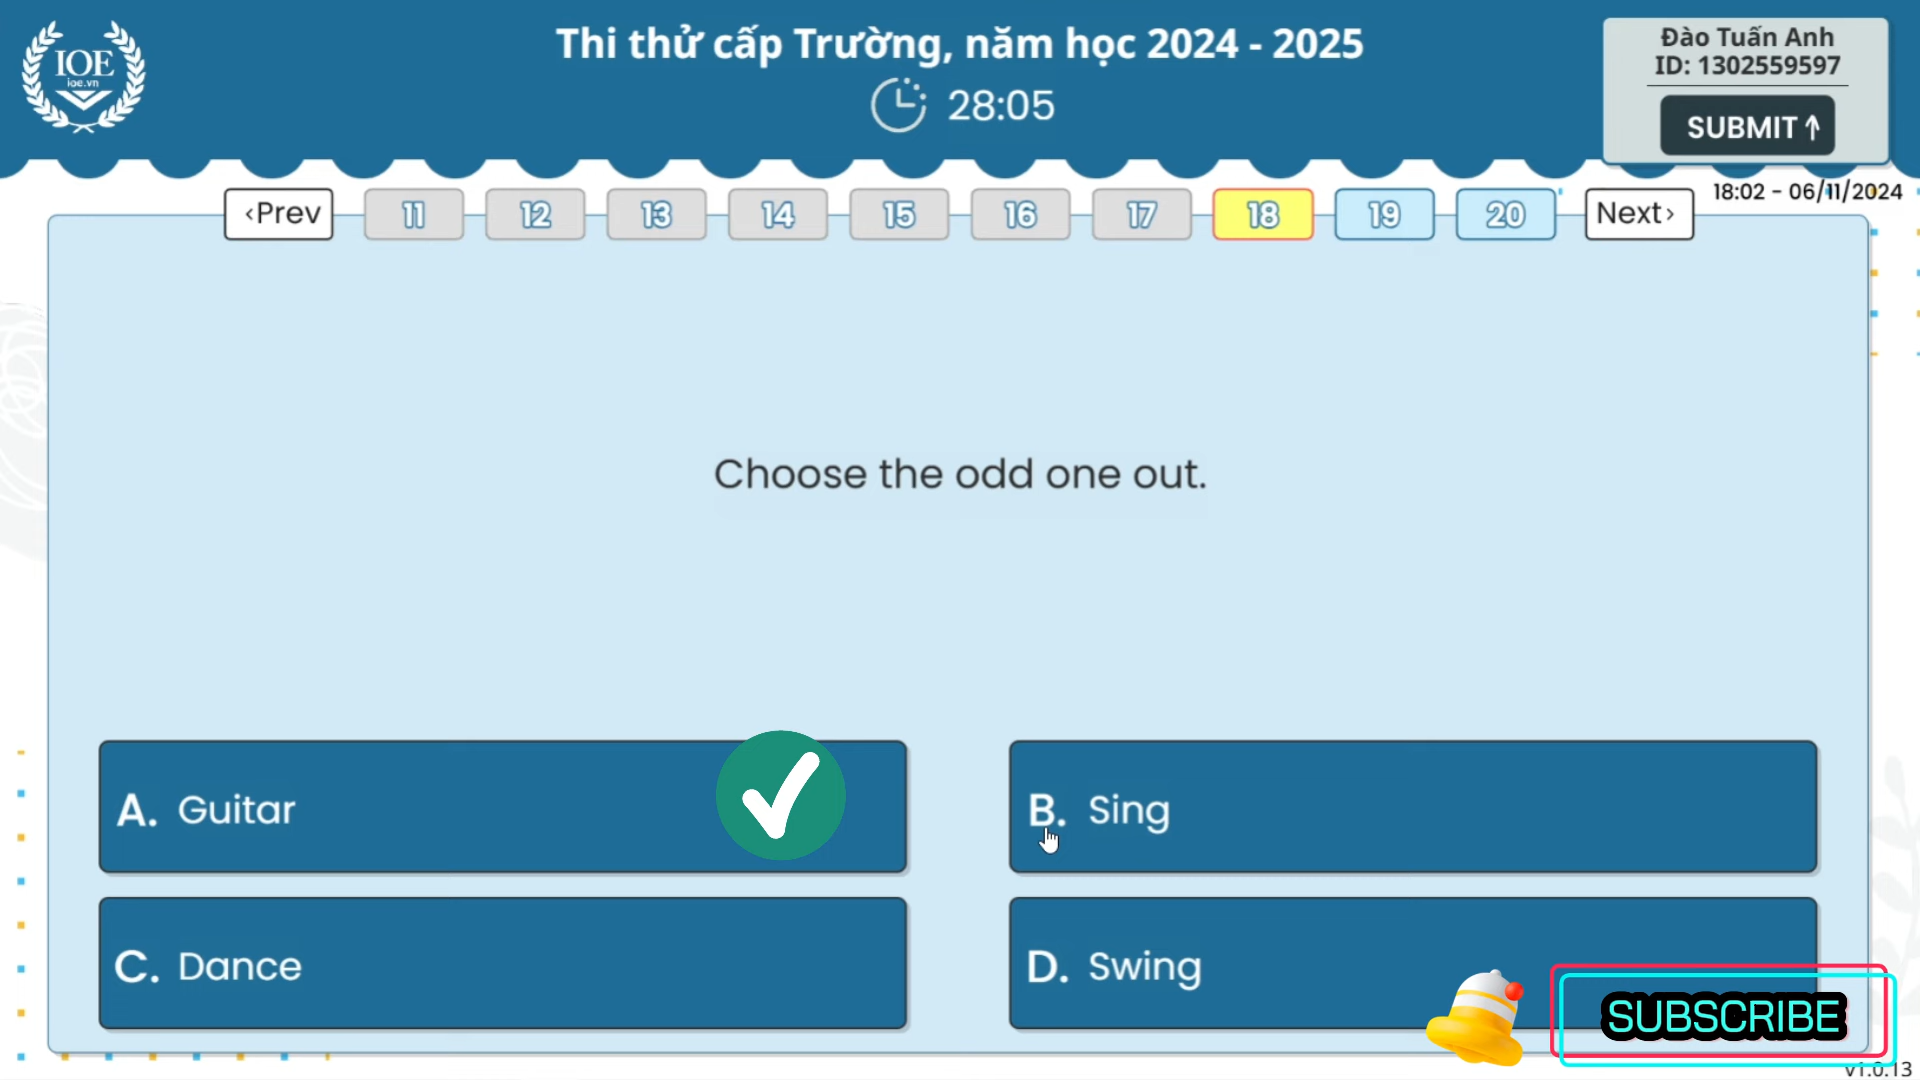 IOE
ioe.vn
Thi thử cấp Trường, năm học 2024 - 2025
28:05
Đào Tuấn Anh
ID: 1302559597
SUBMIT
18:02 - 06/11/2024
‹Prev 11 12 13 14 15 16 17 18 19 20 Next›
Choose the odd one out.
A. Guitar
B. Sing
C. Dance
D. Swing
SUBSCRIBE
v1.0.13